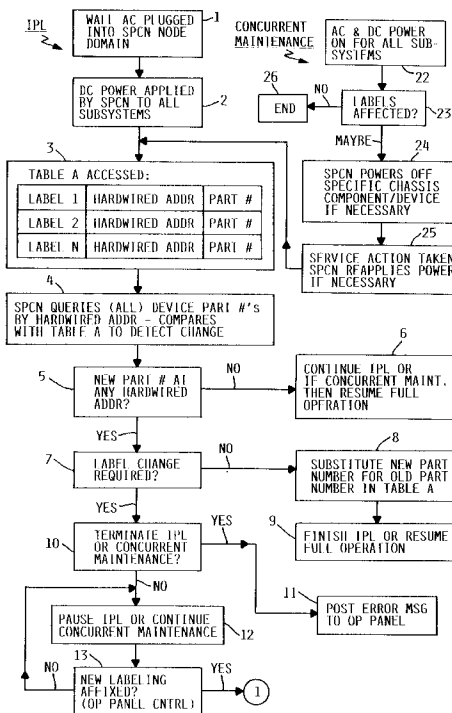 IPL
WALL AC PLUGGED
INTO SPCN NODE
DOMAIN
1
DC POWER APPLIED
BY SPCN TO ALL
SUBSYSTEMS
2
CONCURRENT
MAINTENANCE
AC & DC POWER
ON FOR ALL SUB-
SYSTEMS
22
26
END
NO
LABELS
AFFECTED?
23
MAYBE
24
SPCN POWERS OFF
SPECIFIC CHASSIS
COMPONENT/DEVICE
IF NECESSARY
25
SERVICE ACTION TAKEN
SPCN REAPPLIES POWER
IF NECESSARY
3
TABLE A ACCESSED:
LABEL 1 HARDWIRED ADDR PART #
LABEL 2 HARDWIRED ADDR PART #
LABEL N HARDWIRED ADDR PART #
4
SPCN QUERIES (ALL) DEVICE PART #'s
BY HARDWIRED ADDR - COMPARES
WITH TABLE A TO DETECT CHANGE
5
NEW PART # AT
ANY HARDWIRED
ADDR?
NO
6
CONTINUE IPL OR
IF CONCURRENT MAINT.
THEN RESUME FULL
OPERATION
YES
7
LABEL CHANGE
REQUIRED?
NO
8
SUBSTITUTE NEW PART
NUMBER FOR OLD PART
NUMBER IN TABLE A
YES
9
FINISH IPL OR RESUME
FULL OPERATION
10
TERMINATE IPL
OR CONCURRENT
MAINTENANCE?
YES
11
POST ERROR MSG
TO OP PANEL
NO
PAUSE IPL OR CONTINUE
CONCURRENT MAINTENANCE
12
13
NO
NEW LABELING
AFFIXED?
(OP PANEL CNTRL)
YES
1